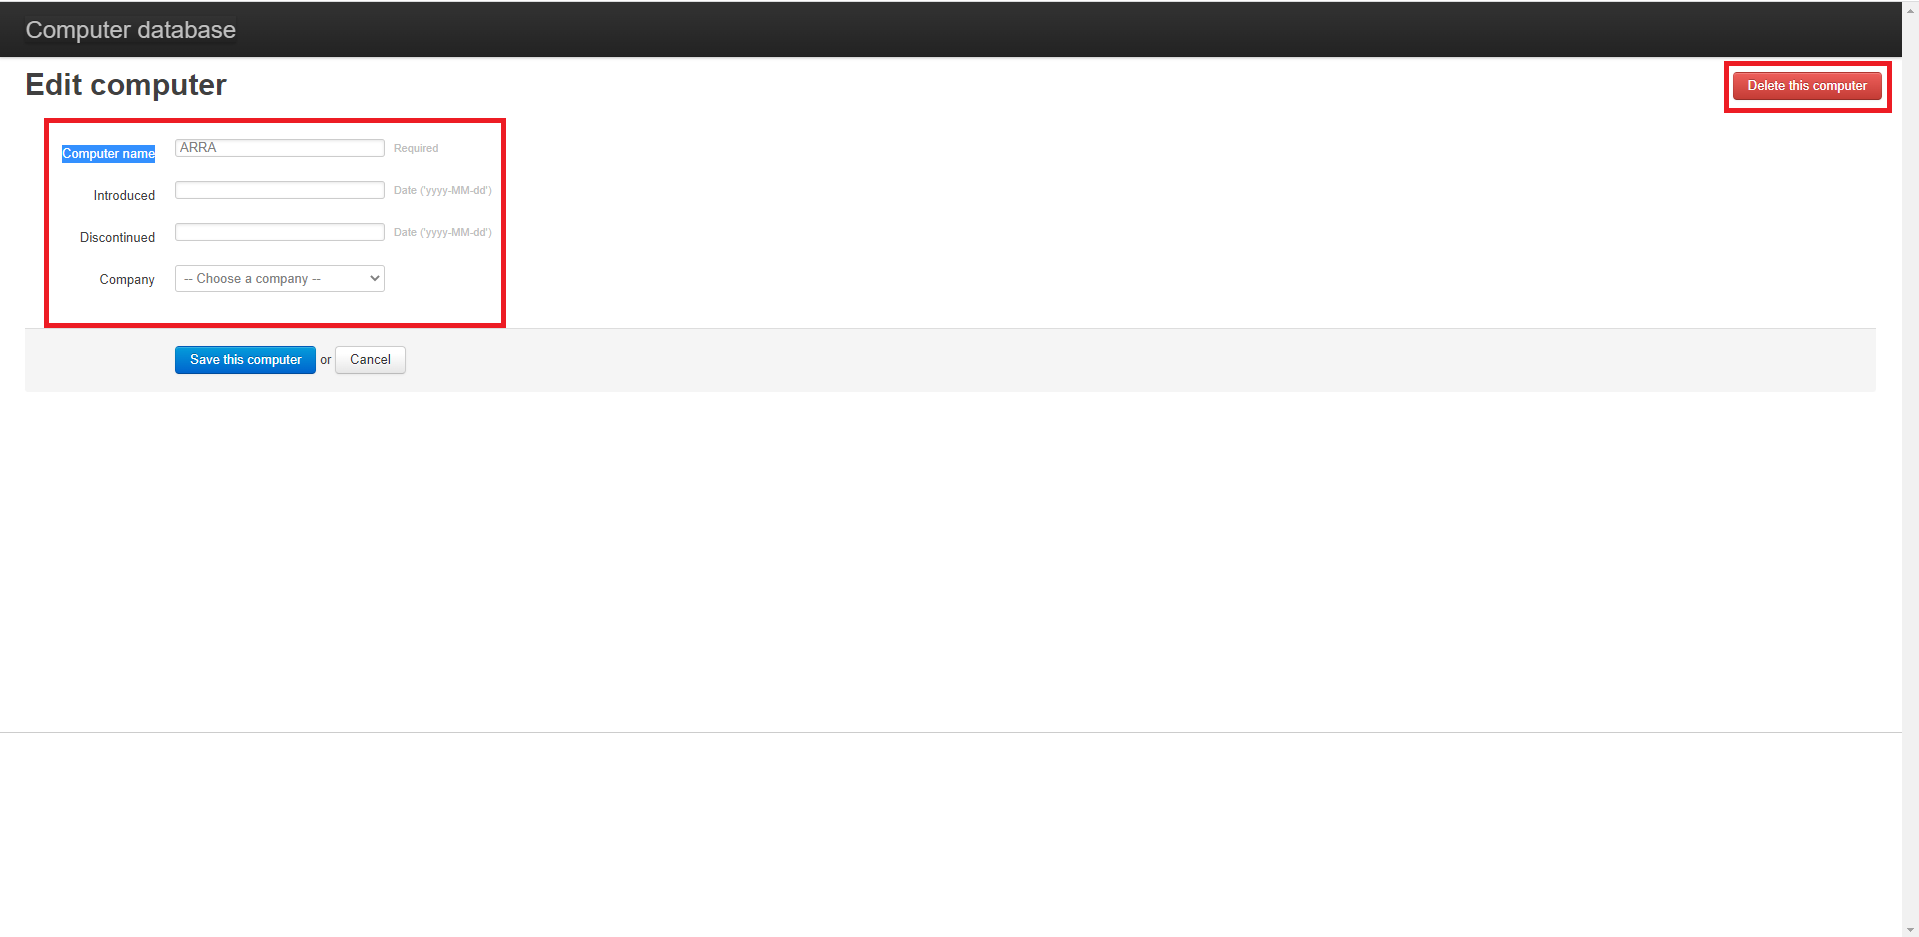 Computer database
Edit computer
Delete this computer
Computer name ARRA Required
Introduced Date ('yyyy-MM-dd')
Discontinued Date ('yyyy-MM-dd')
Company -- Choose a company --
Save this computer or Cancel